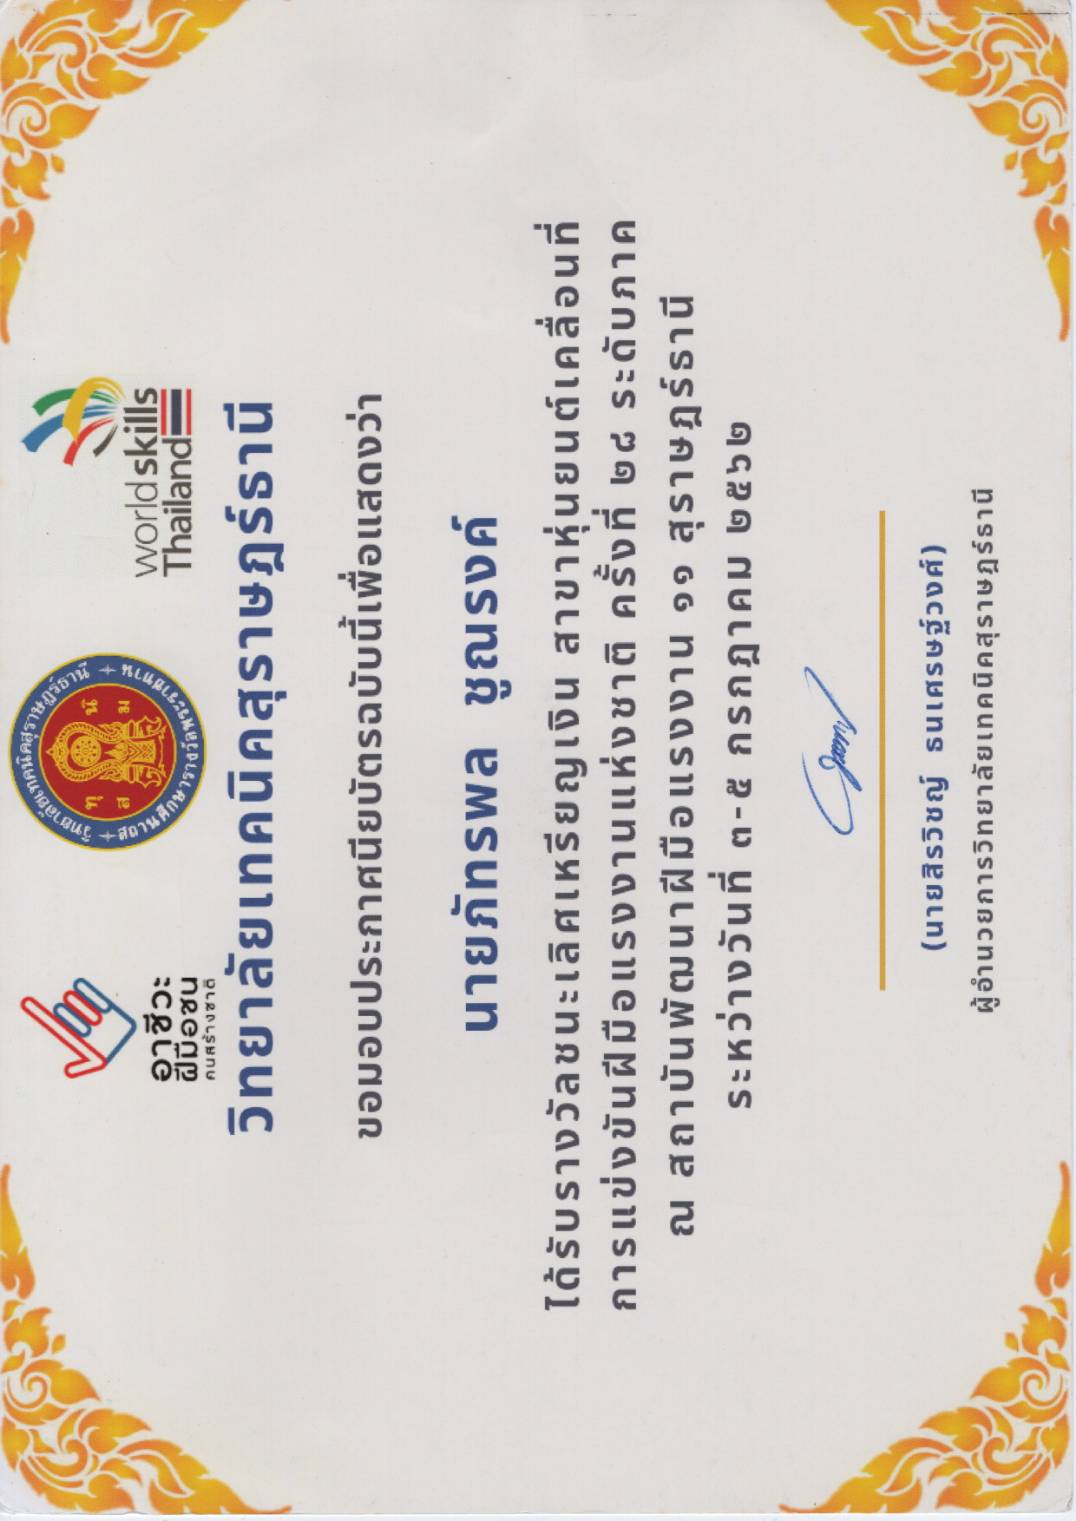 อาชีวะ
ฝีมือชน
คนสร้างชาติ
วิทยาลัยเทคนิคสุราษฎร์ธานี
ทุ นิ
ส ม
สถานศึกษารางวัลพระราชทาน
world skills
Thailand
วิทยาลัยเทคนิคสุราษฎร์ธานี
ขอมอบประกาศนียบัตรฉบับนี้เพื่อแสดงว่า
นายภัทรพล ชูณรงค์
ได้รับรางวัลชนะเลิศเหรียญเงิน สาขาหุ่นยนต์เคลื่อนที่
การแข่งขันฝีมือแรงงานแห่งชาติ ครั้งที่ ๒๘ ระดับภาค
ณ สถาบันพัฒนาฝีมือแรงงาน ๑๑ สุราษฎร์ธานี
ระหว่างวันที่ ๓-๕ กรกฎาคม ๒๕๖๒
(นายสิรวิชญ์ ธนเศรษฐ์วงศ์)
ผู้อำนวยการวิทยาลัยเทคนิคสุราษฎร์ธานี